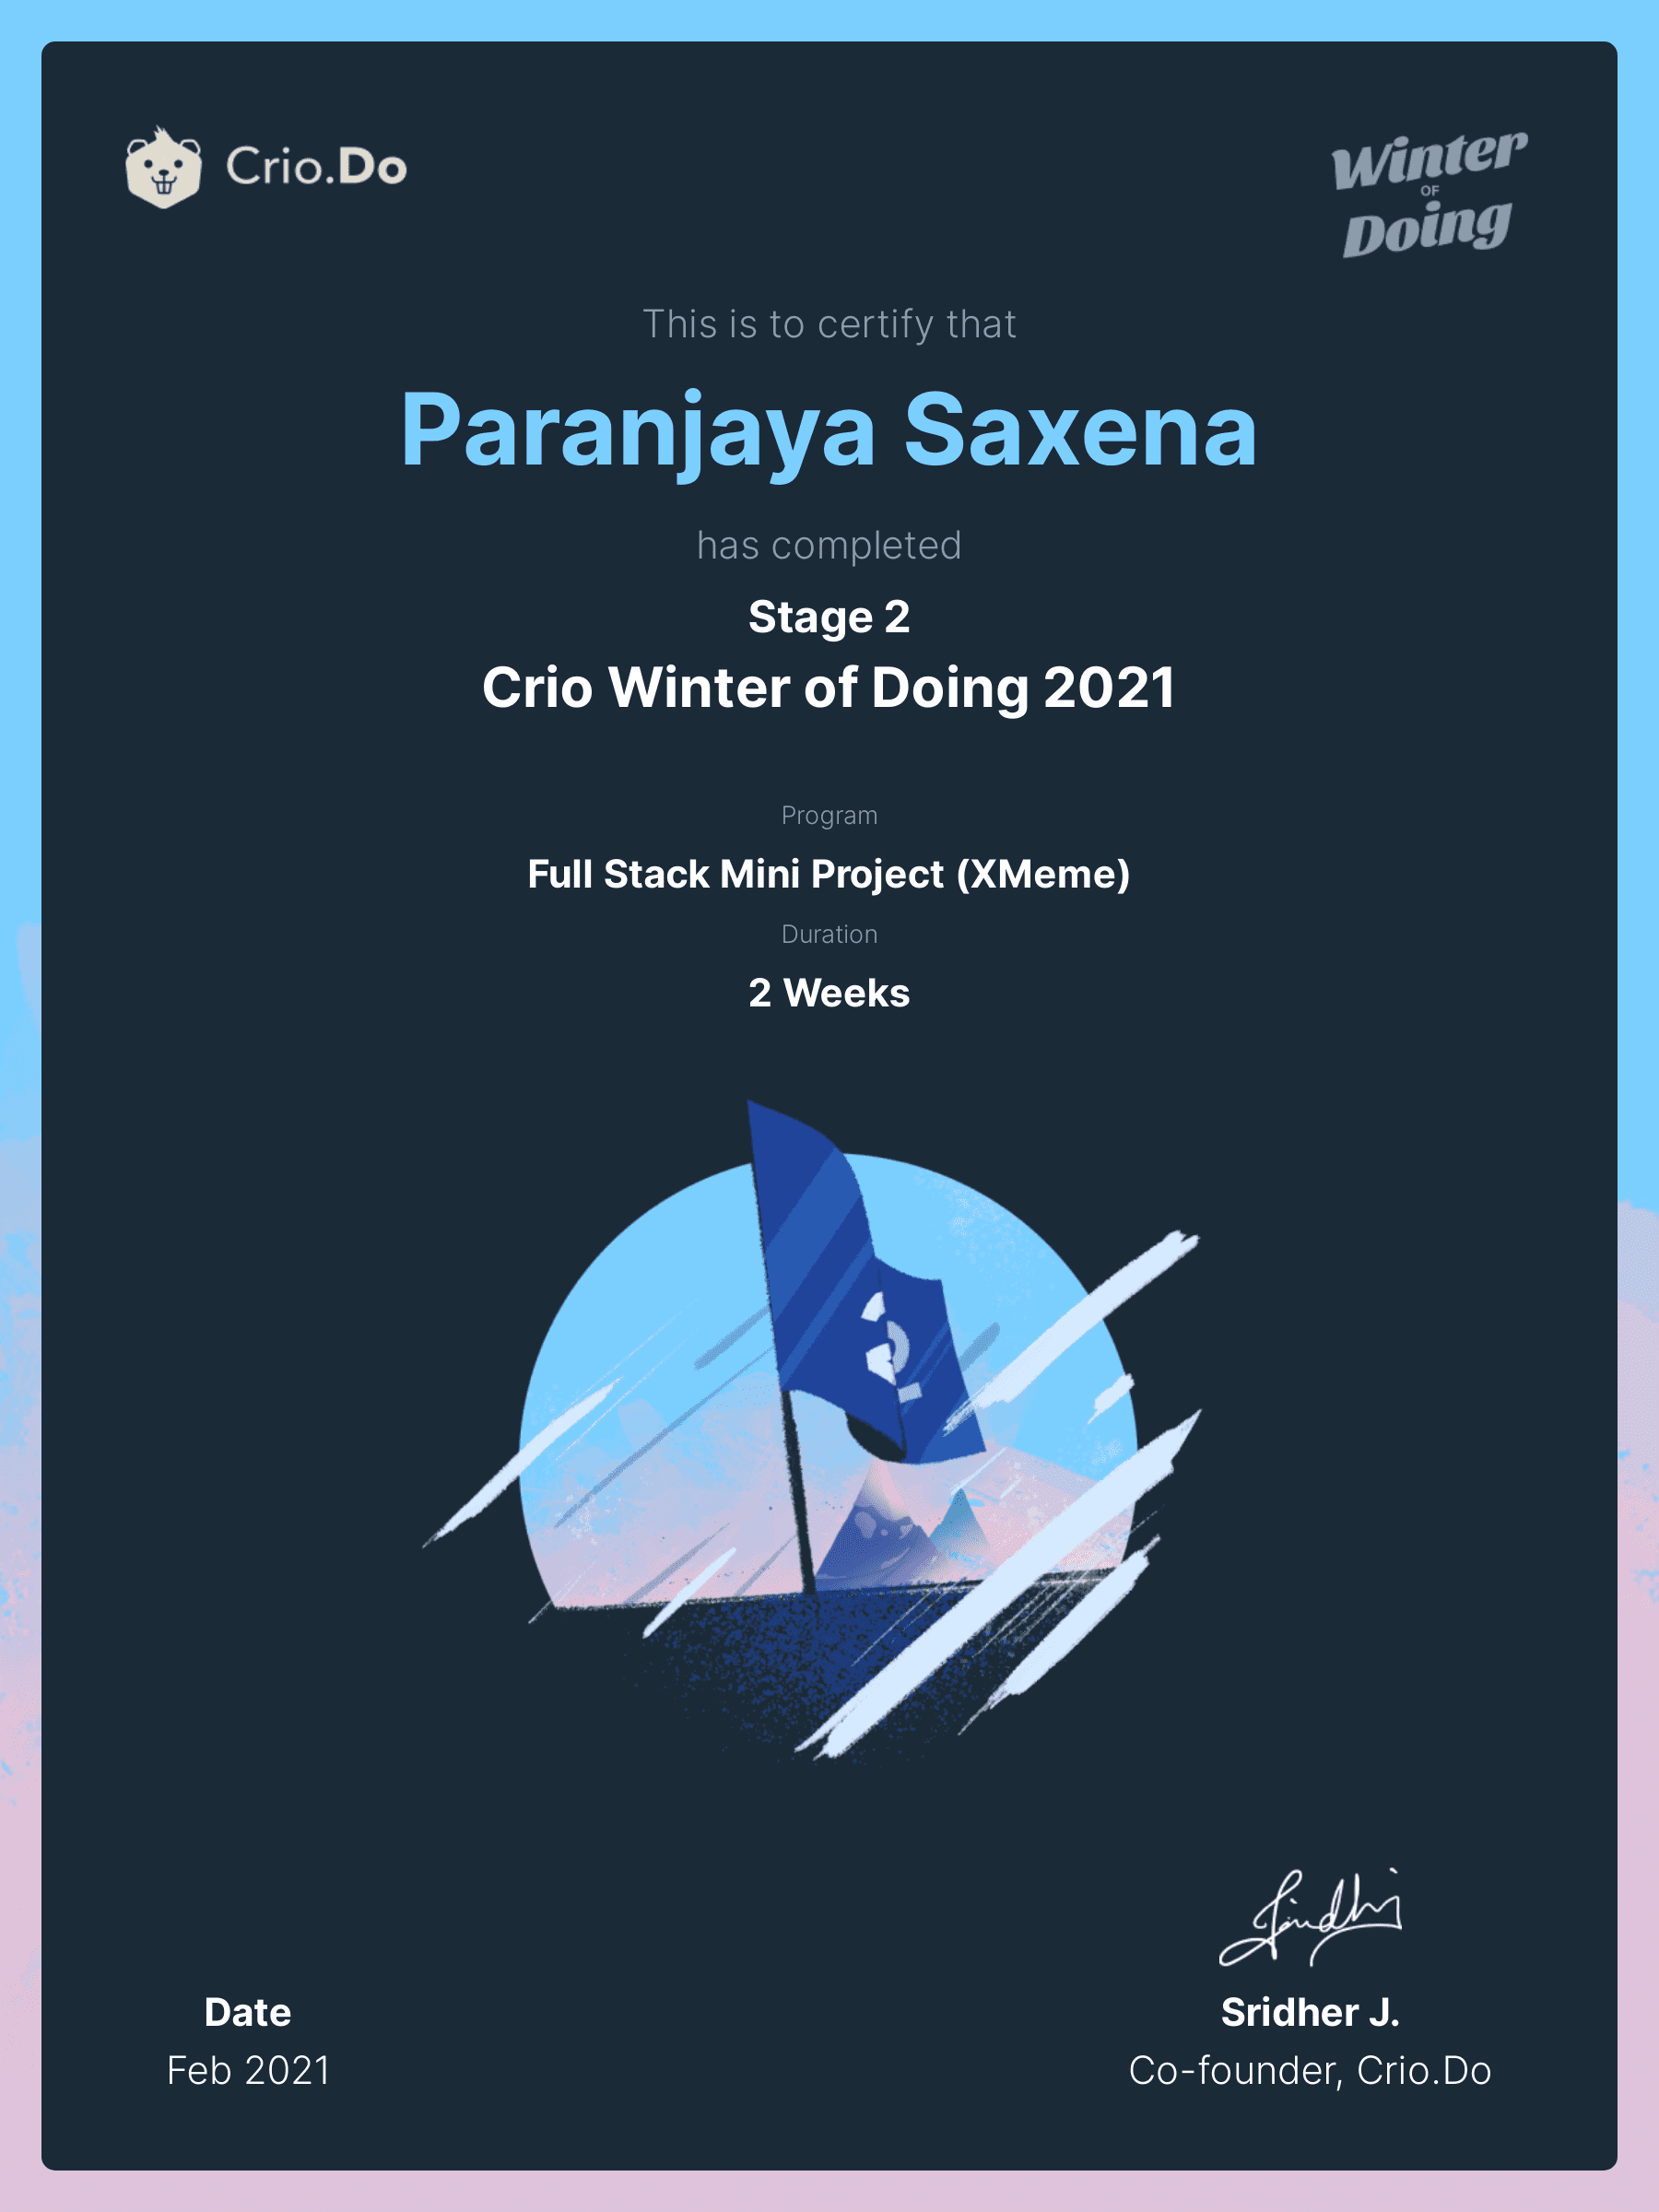 Crio.Do
Winter
OF
Doing
This is to certify that
Paranjaya Saxena
has completed
Stage 2
Crio Winter of Doing 2021
Program
Full Stack Mini Project (XMeme)
Duration
2 Weeks
Date
Feb 2021
Sridher J.
Co-founder, Crio.Do